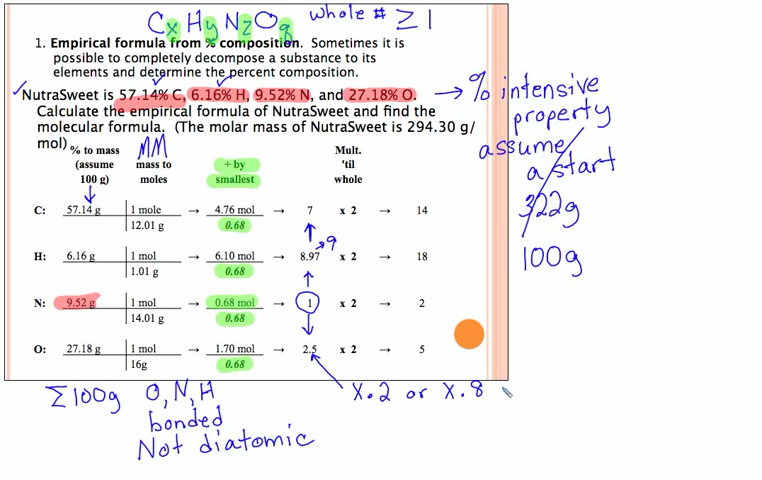 CxHyNzOq whole # ≥ 1
1. Empirical formula from % composition. Sometimes it is
possible to completely decompose a substance to its
elements and determine the percent composition.
NutraSweet is 57.14% C, 6.16% H, 9.52% N, and 27.18% O. → % intensive
property
Calculate the empirical formula of NutraSweet and find the
molecular formula. (The molar mass of NutraSweet is 294.30 g/
mol)
assume
a start
322g
100g
% to mass
(assume
100 g)
MM
mass to
moles
÷ by
smallest
Mult.
'til
whole
C: 57.14 g 1 mole → 4.76 mol → 7 x 2 → 14
12.01 g 0.68
9
H: 6.16 g 1 mol → 6.10 mol → 8.97 x 2 → 18
1.01 g 0.68
N: 9.52 g 1 mol → 0.68 mol → 1 x 2 → 2
14.01 g 0.68
O: 27.18 g 1 mol → 1.70 mol → 2.5 x 2 → 5
16g 0.68
Σ100g O, N, H
bonded
Not diatomic
X.2 or X.8